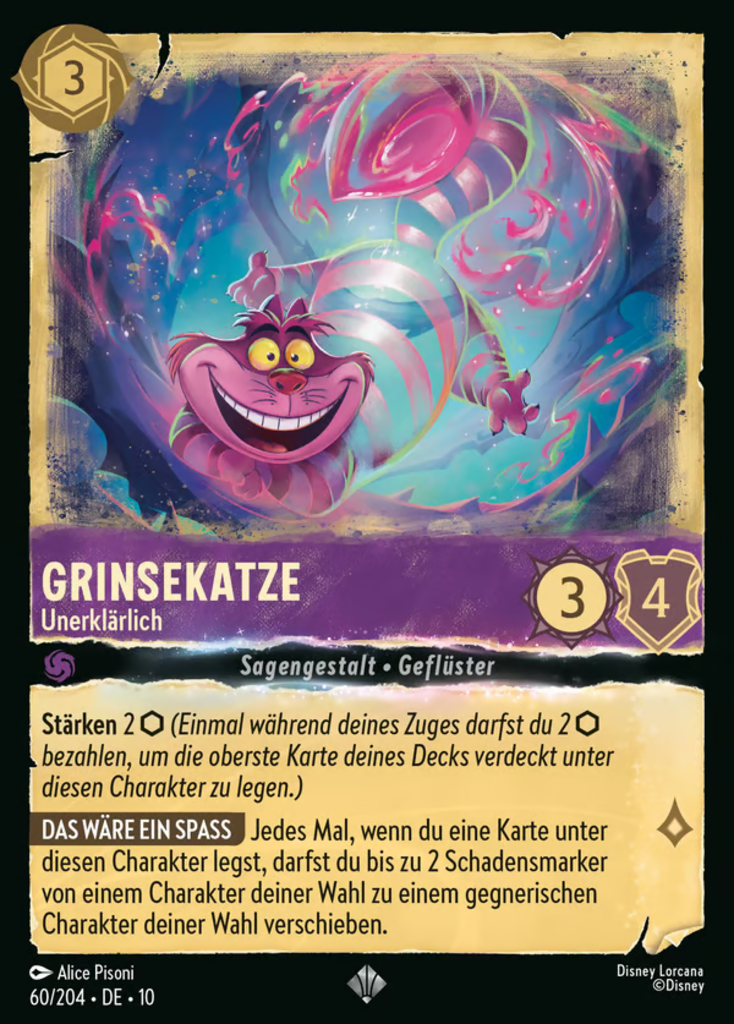 3
GRINSEKATZE
Unerklärlich
3
4
Sagengestalt • Geflüster
Stärken 2 ⬡ (Einmal während deines Zuges darfst du 2 ⬡
bezahlen, um die oberste Karte deines Decks verdeckt unter
diesen Charakter zu legen.)
DAS WÄRE EIN SPASS Jedes Mal, wenn du eine Karte unter
diesen Charakter legst, darfst du bis zu 2 Schadensmarker
von einem Charakter deiner Wahl zu einem gegnerischen
Charakter deiner Wahl verschieben.
Alice Pisoni
60/204 • DE • 10
Disney Lorcana
©Disney